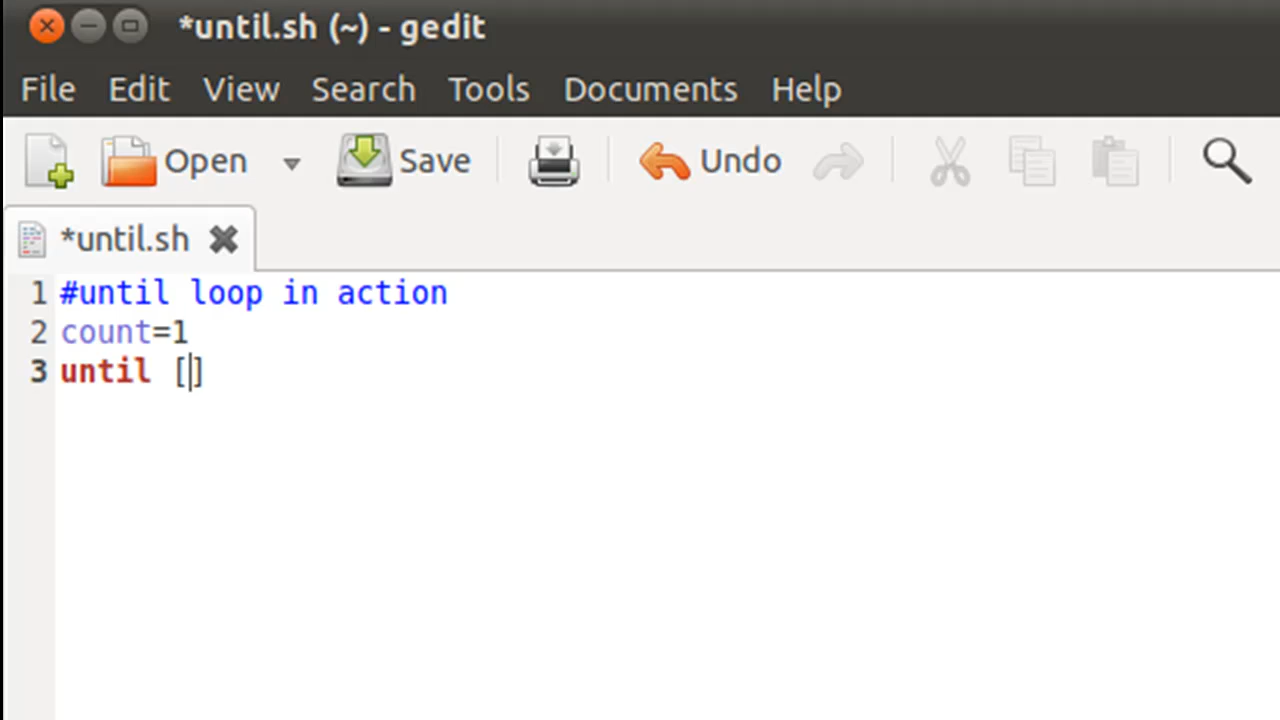 *until.sh (~) - gedit
File Edit View Search Tools Documents Help
Open Save Undo
*until.sh
1 #until loop in action
2 count=1
3 until []